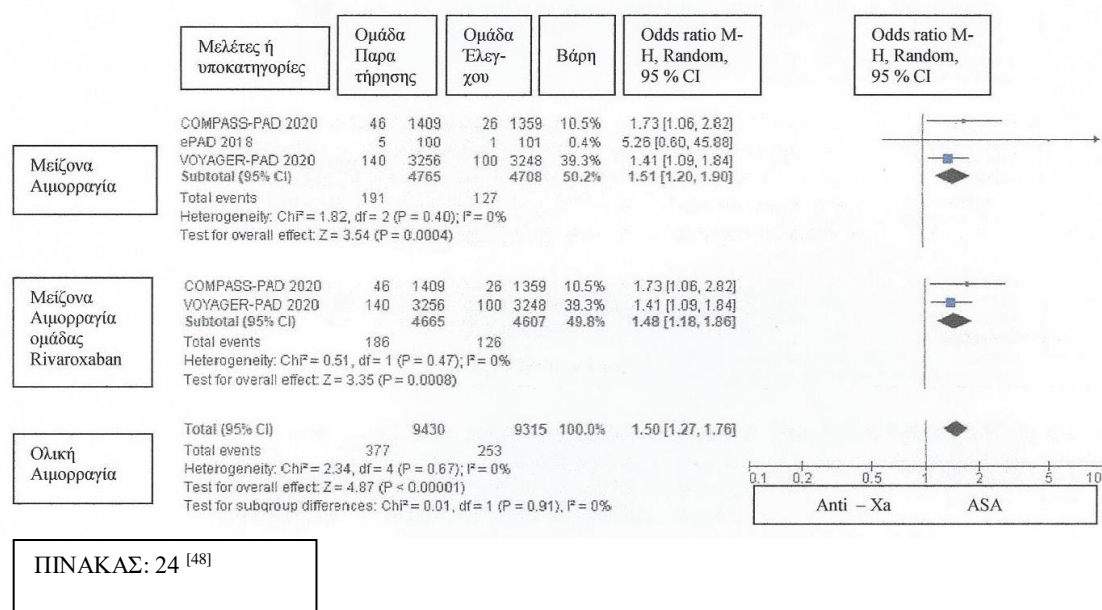 Μελέτες ή
υποκατηγορίες
Ομάδα
Παρα
τήρησης
Ομάδα
Έλεγ-
χου
Βάρη
Odds ratio M-
H, Random,
95 % CI
Odds ratio M-
H, Random,
95 % CI
Μείζονα
Αιμορραγία
COMPASS-PAD 2020 46 1409 26 1359 10.5% 1.73 [1.06, 2.82]
ePAD 2018 5 100 1 101 0.4% 5.26 [0.60, 45.88]
VOYAGER-PAD 2020 140 3256 100 3248 39.3% 1.41 [1.09, 1.84]
Subtotal (95% CI) 4765 4708 50.2% 1.51 [1.20, 1.90]
Total events 191 127
Heterogeneity: Chi² = 1.82, df = 2 (P = 0.40); I² = 0%
Test for overall effect: Z = 3.54 (P = 0.0004)
Μείζονα
Αιμορραγία
ομάδας
Rivaroxaban
COMPASS-PAD 2020 46 1409 26 1359 10.5% 1.73 [1.06, 2.82]
VOYAGER-PAD 2020 140 3256 100 3248 39.3% 1.41 [1.09, 1.84]
Subtotal (95% CI) 4665 4607 49.8% 1.48 [1.18, 1.86]
Total events 186 126
Heterogeneity: Chi² = 0.51, df = 1 (P = 0.47); I² = 0%
Test for overall effect: Z = 3.35 (P = 0.0008)
Ολική
Αιμορραγία
Total (95% CI) 9430 9315 100.0% 1.50 [1.27, 1.76]
Total events 377 253
Heterogeneity: Chi² = 2.34, df = 4 (P = 0.67); I² = 0%
Test for overall effect: Z = 4.87 (P < 0.00001)
Test for subgroup differences: Chi² = 0.01, df = 1 (P = 0.91), I² = 0%
0.1 0.2 0.5 1 2 5 10
Anti – Xa ASA
ΠΙΝΑΚΑΣ: 24 [48]